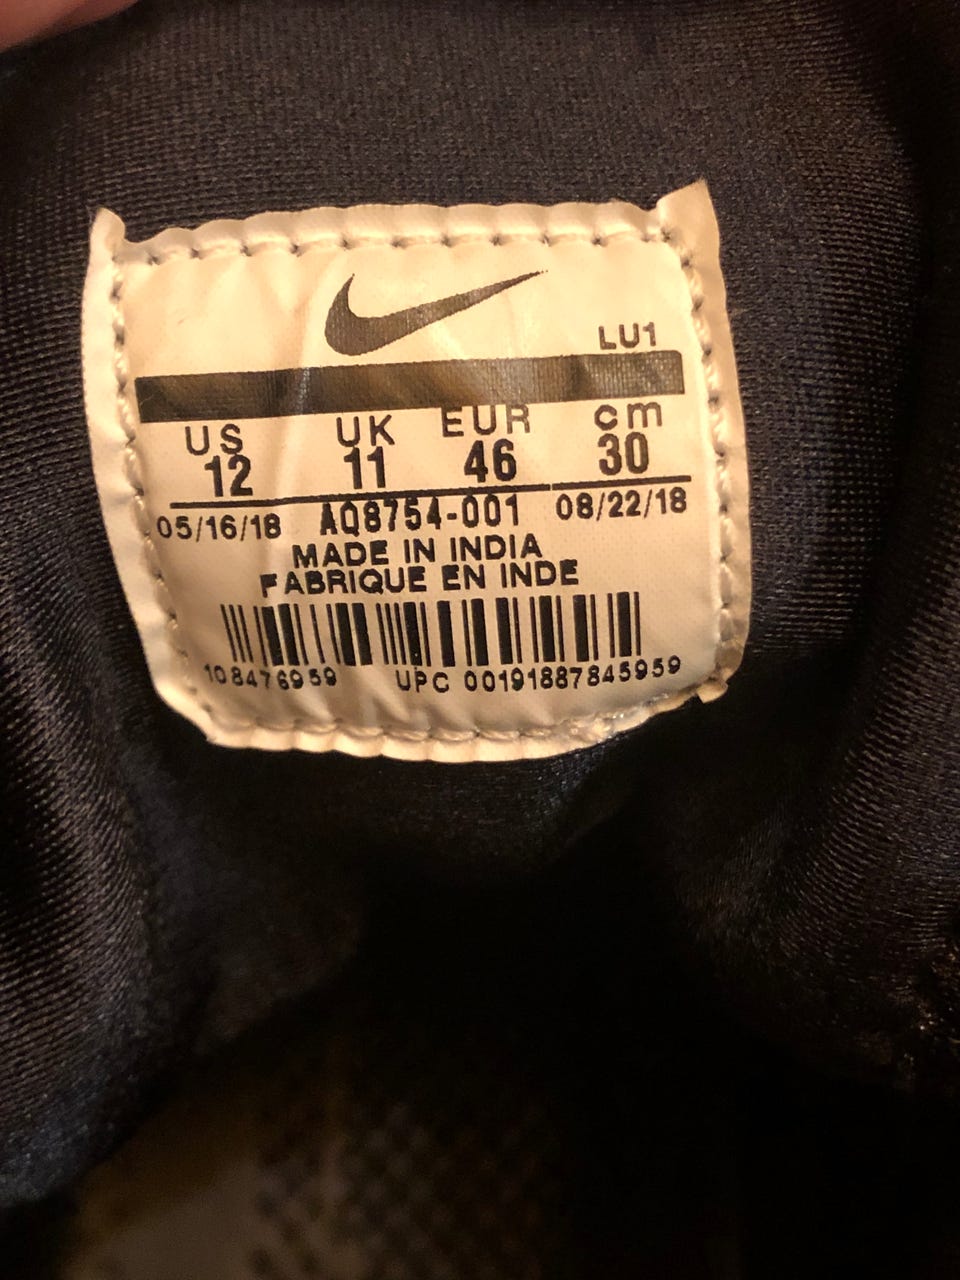 LU1
US UK EUR cm
12 11 46 30
05/16/18 AQ8754-001 08/22/18
MADE IN INDIA
FABRIQUE EN INDE
108476959 UPC 00191887845959